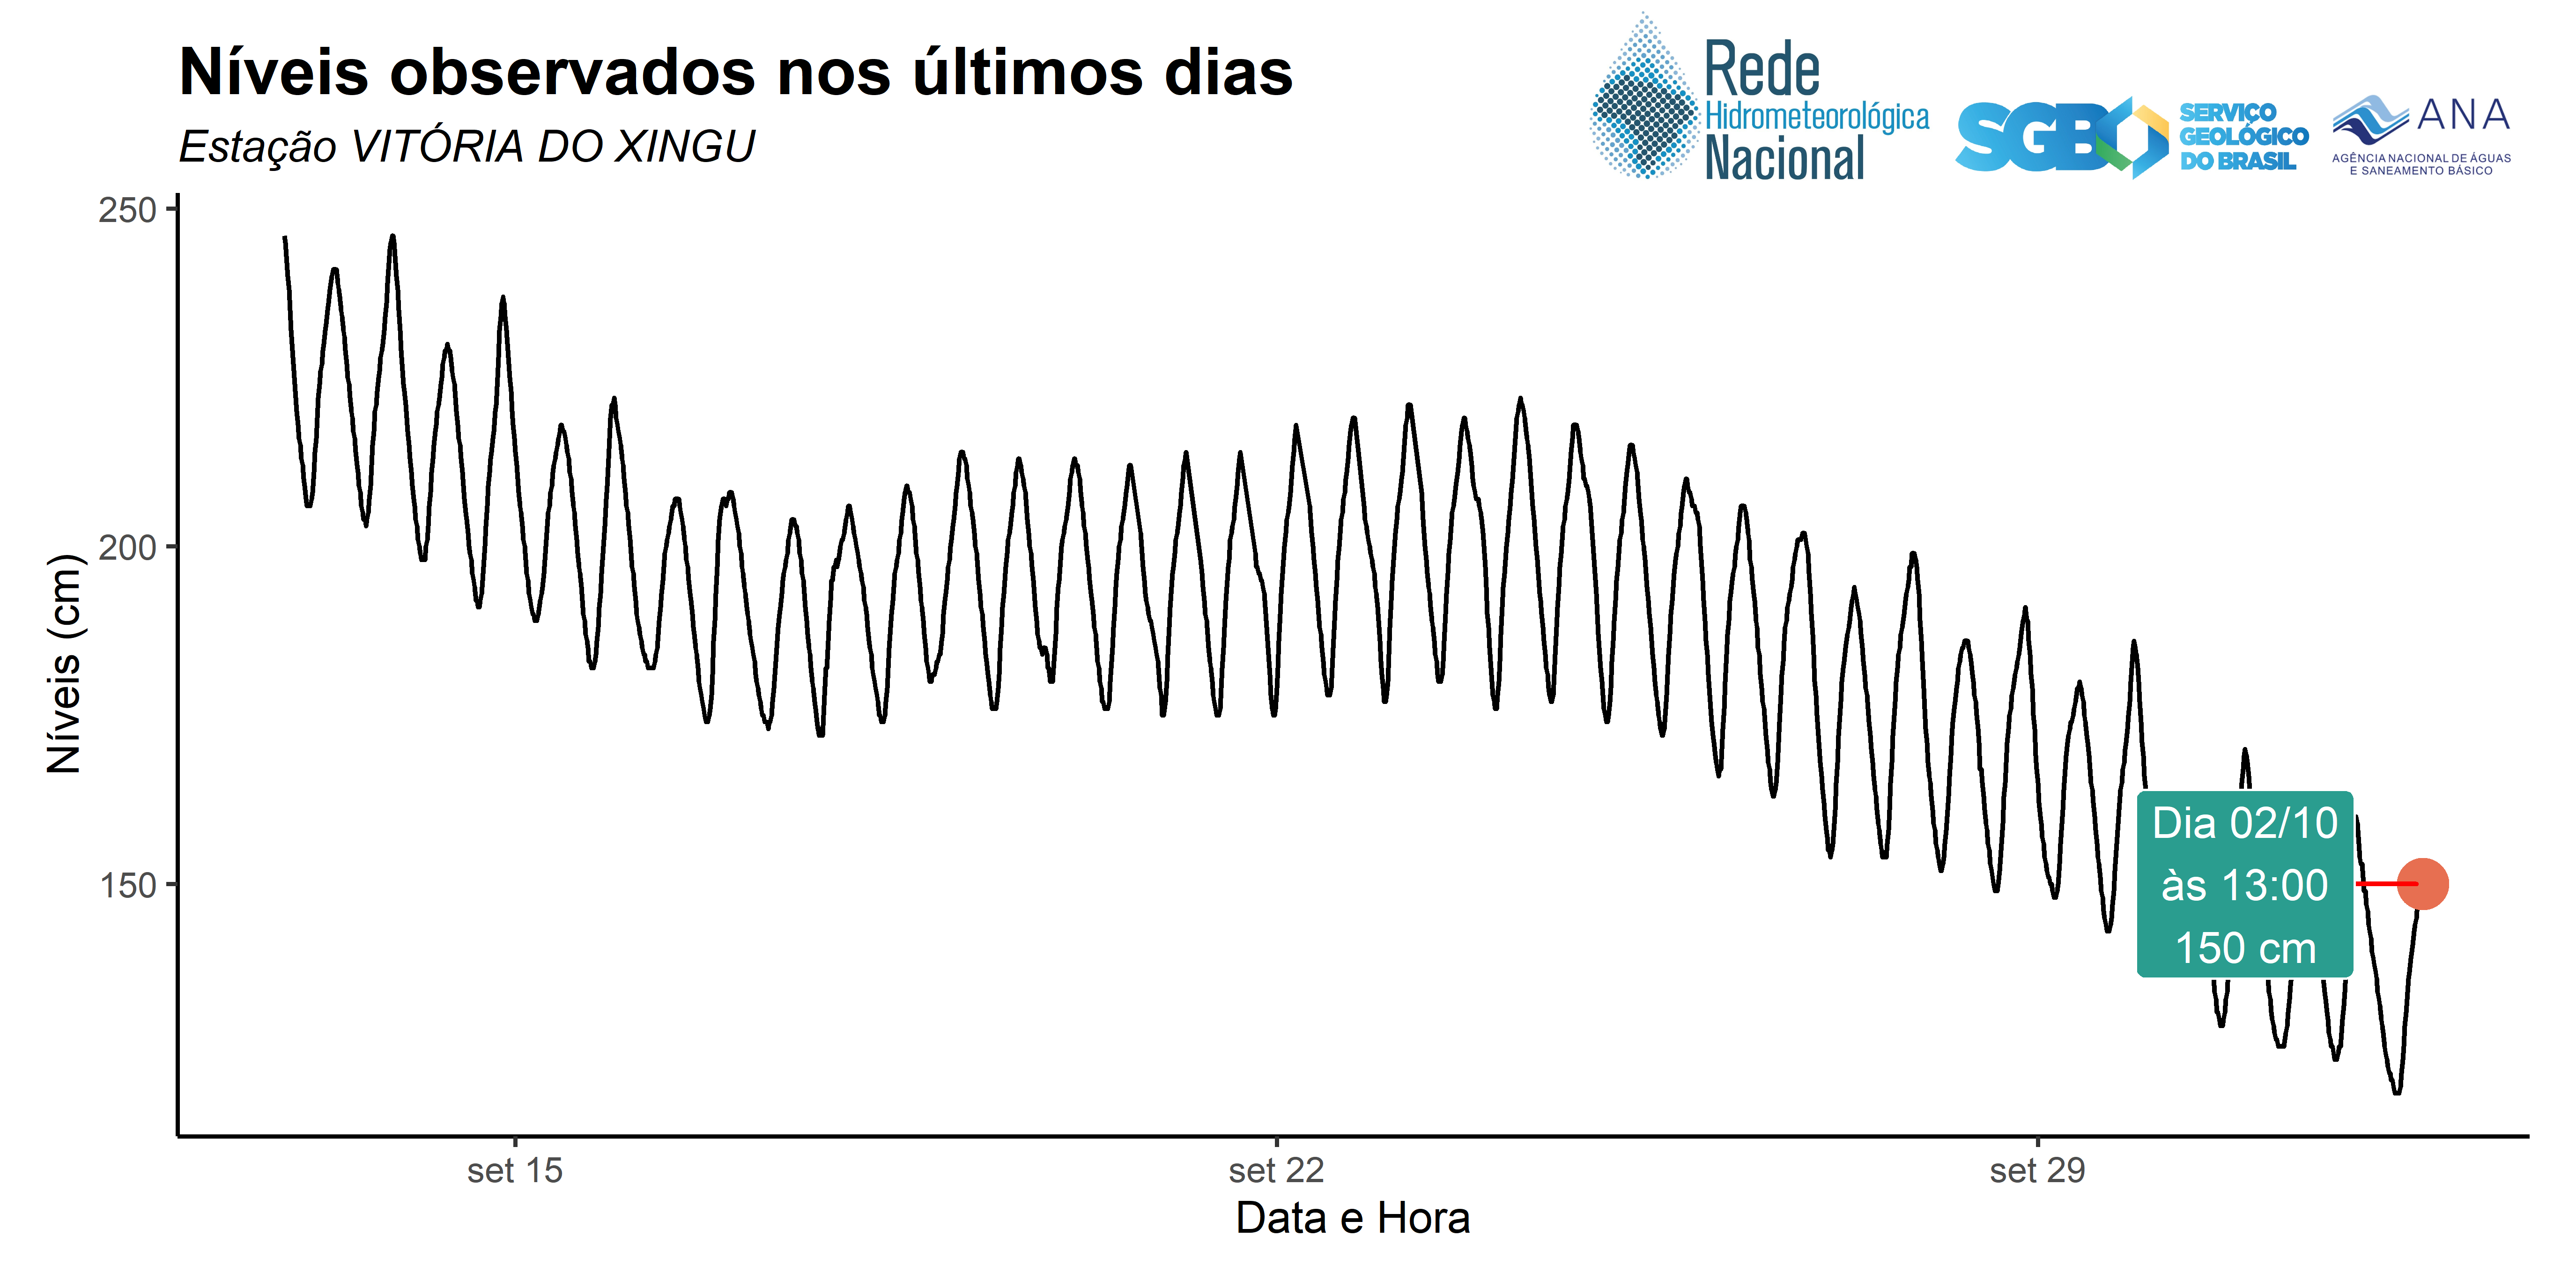 Níveis observados nos últimos dias
Estação VITÓRIA DO XINGU
Rede
Hidrometeorológica
Nacional
SGB
SERVIÇO
GEOLÓGICO
DO BRASIL
ANA
AGÊNCIA NACIONAL DE ÁGUAS
E SANEAMENTO BÁSICO
Níveis (cm)
250
200
150
Dia 02/10
às 13:00
150 cm
set 15
set 22
set 29
Data e Hora